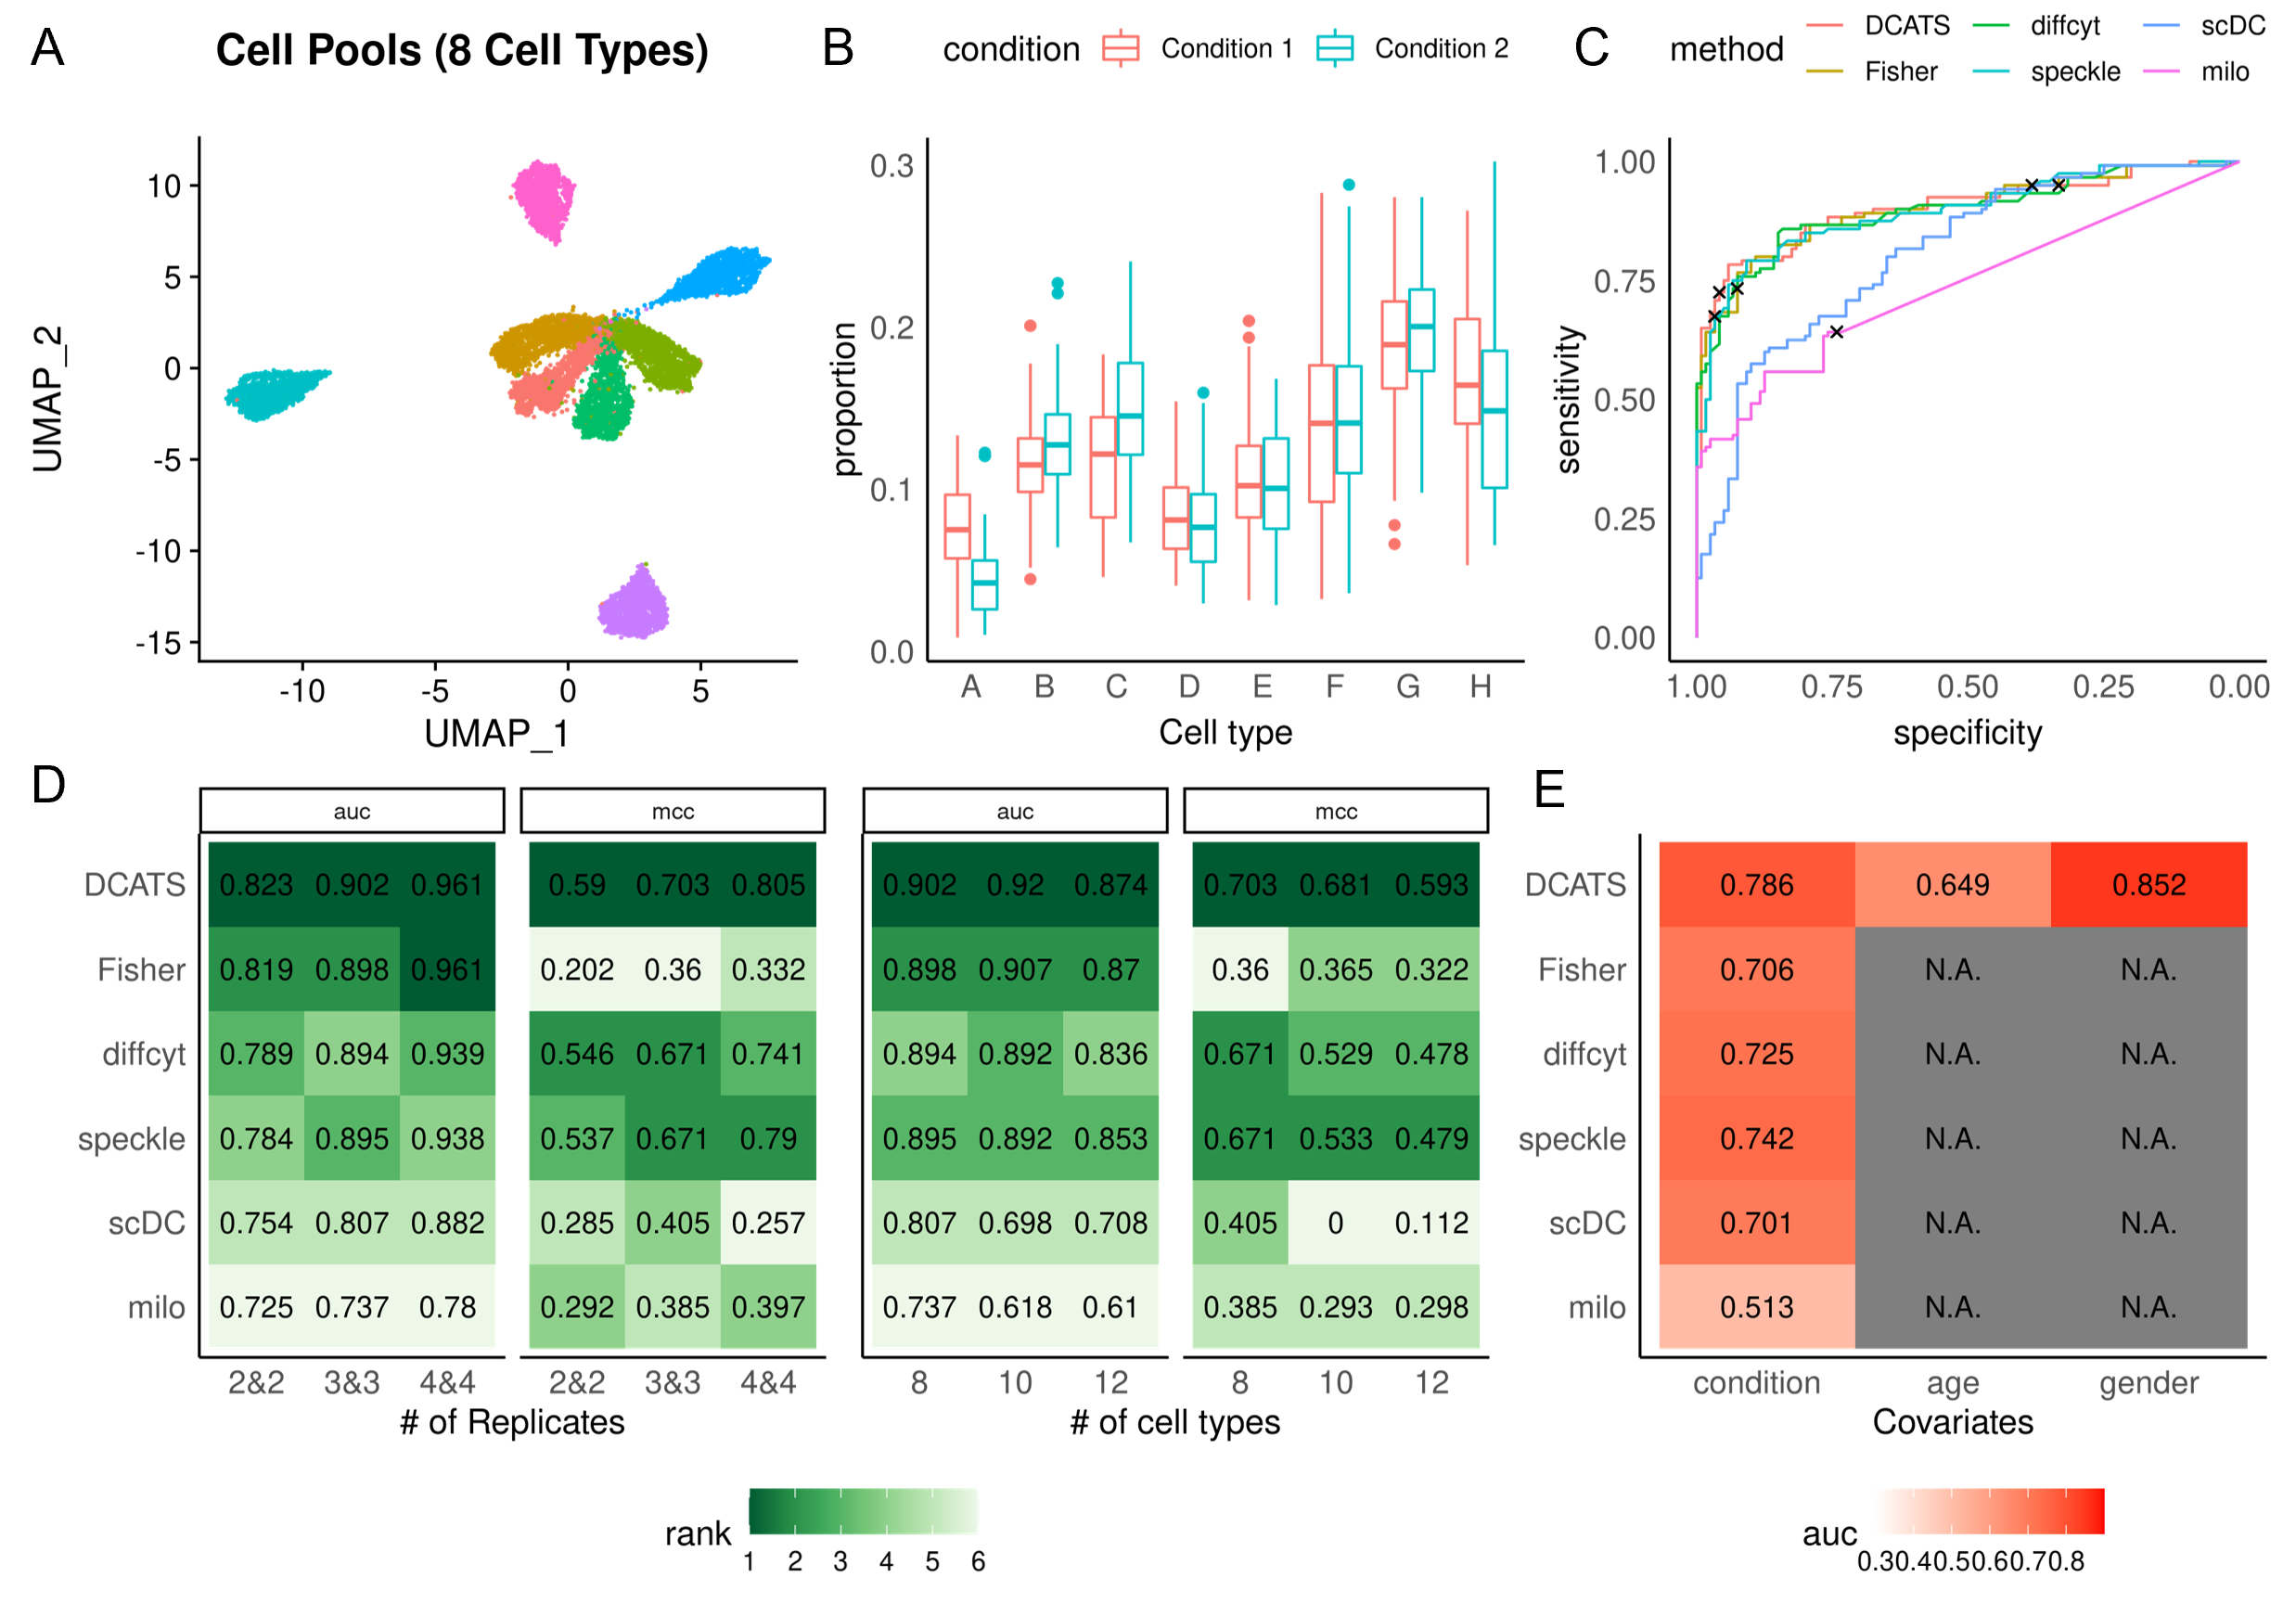 A
Cell Pools (8 Cell Types)
10
5
0
-5
-10
-15
UMAP_2
-10 -5 0 5
UMAP_1
B
condition Condition 1 Condition 2
0.3
0.2
0.1
0.0
proportion
A B C D E F G H
Cell type
C
method DCATS diffcyt scDC
Fisher speckle milo
1.00
0.75
0.50
0.25
0.00
sensitivity
1.00 0.75 0.50 0.25 0.00
specificity
D
auc mcc auc mcc
DCATS 0.823 0.902 0.961 0.59 0.703 0.805 0.902 0.92 0.874 0.703 0.681 0.593
Fisher 0.819 0.898 0.961 0.202 0.36 0.332 0.898 0.907 0.87 0.36 0.365 0.322
diffcyt 0.789 0.894 0.939 0.546 0.671 0.741 0.894 0.892 0.836 0.671 0.529 0.478
speckle 0.784 0.895 0.938 0.537 0.671 0.79 0.895 0.892 0.853 0.671 0.533 0.479
scDC 0.754 0.807 0.882 0.285 0.405 0.257 0.807 0.698 0.708 0.405 0 0.112
milo 0.725 0.737 0.78 0.292 0.385 0.397 0.737 0.618 0.61 0.385 0.293 0.298
2&2 3&3 4&4 2&2 3&3 4&4 8 10 12 8 10 12
# of Replicates # of cell types
rank
1 2 3 4 5 6
E
DCATS 0.786 0.649 0.852
Fisher 0.706 N.A. N.A.
diffcyt 0.725 N.A. N.A.
speckle 0.742 N.A. N.A.
scDC 0.701 N.A. N.A.
milo 0.513 N.A. N.A.
condition age gender
Covariates
auc
0.30.40.50.60.70.8